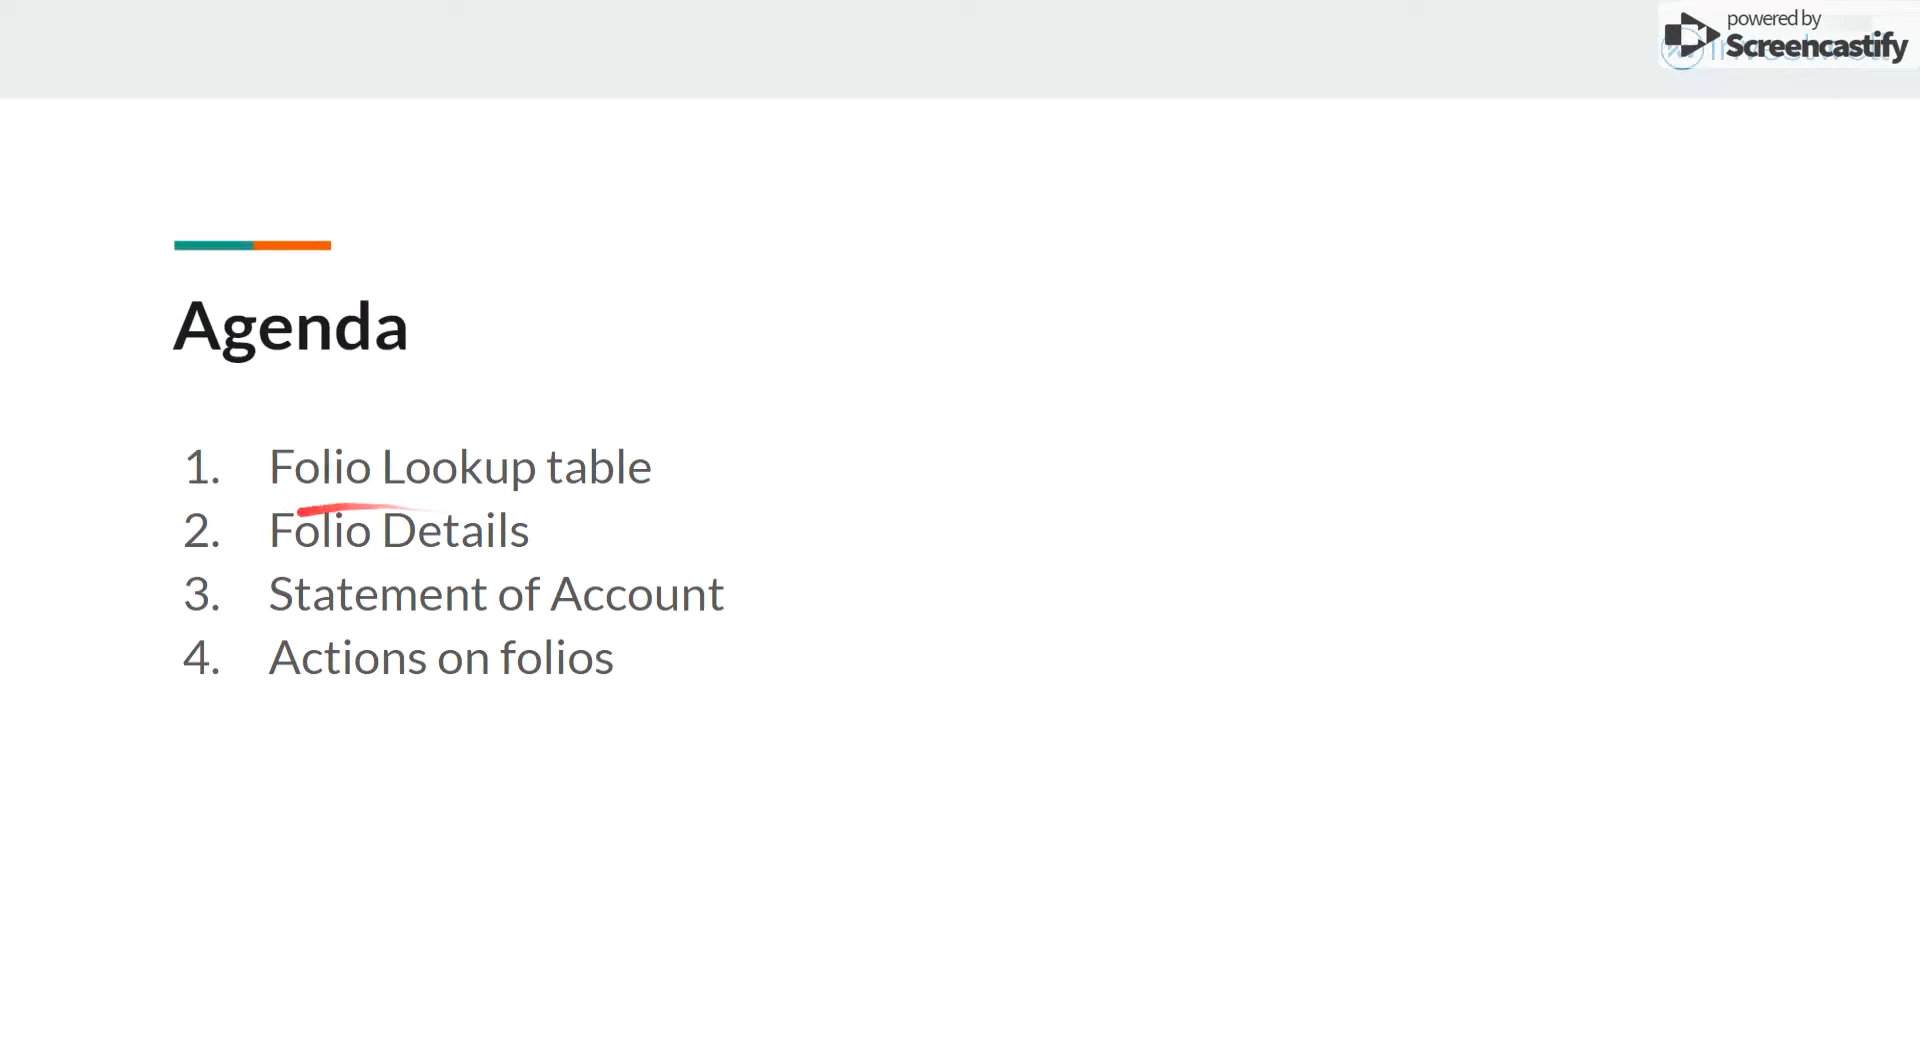 powered by
Screencastify
Agenda
1. Folio Lookup table
2. Folio Details
3. Statement of Account
4. Actions on folios